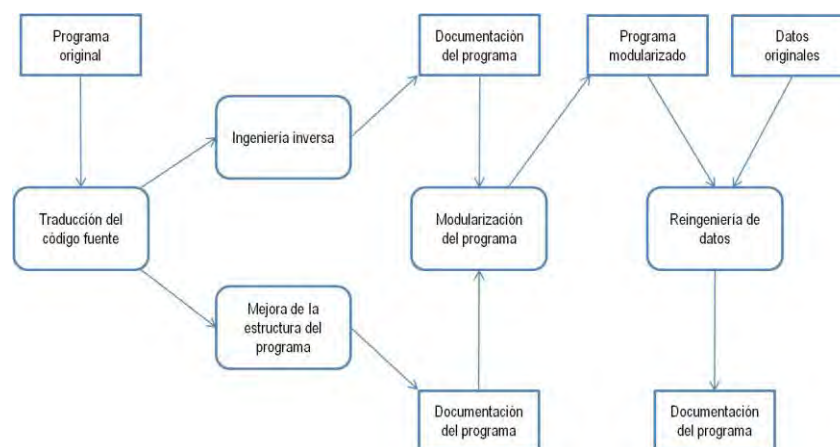 Programa
original
Documentación
del programa
Programa
modularizado
Datos
originales
Ingeniería inversa
Traducción del
código fuente
Modularización
del programa
Reingeniería de
datos
Mejora de la
estructura del
programa
Documentación
del programa
Documentación
del programa